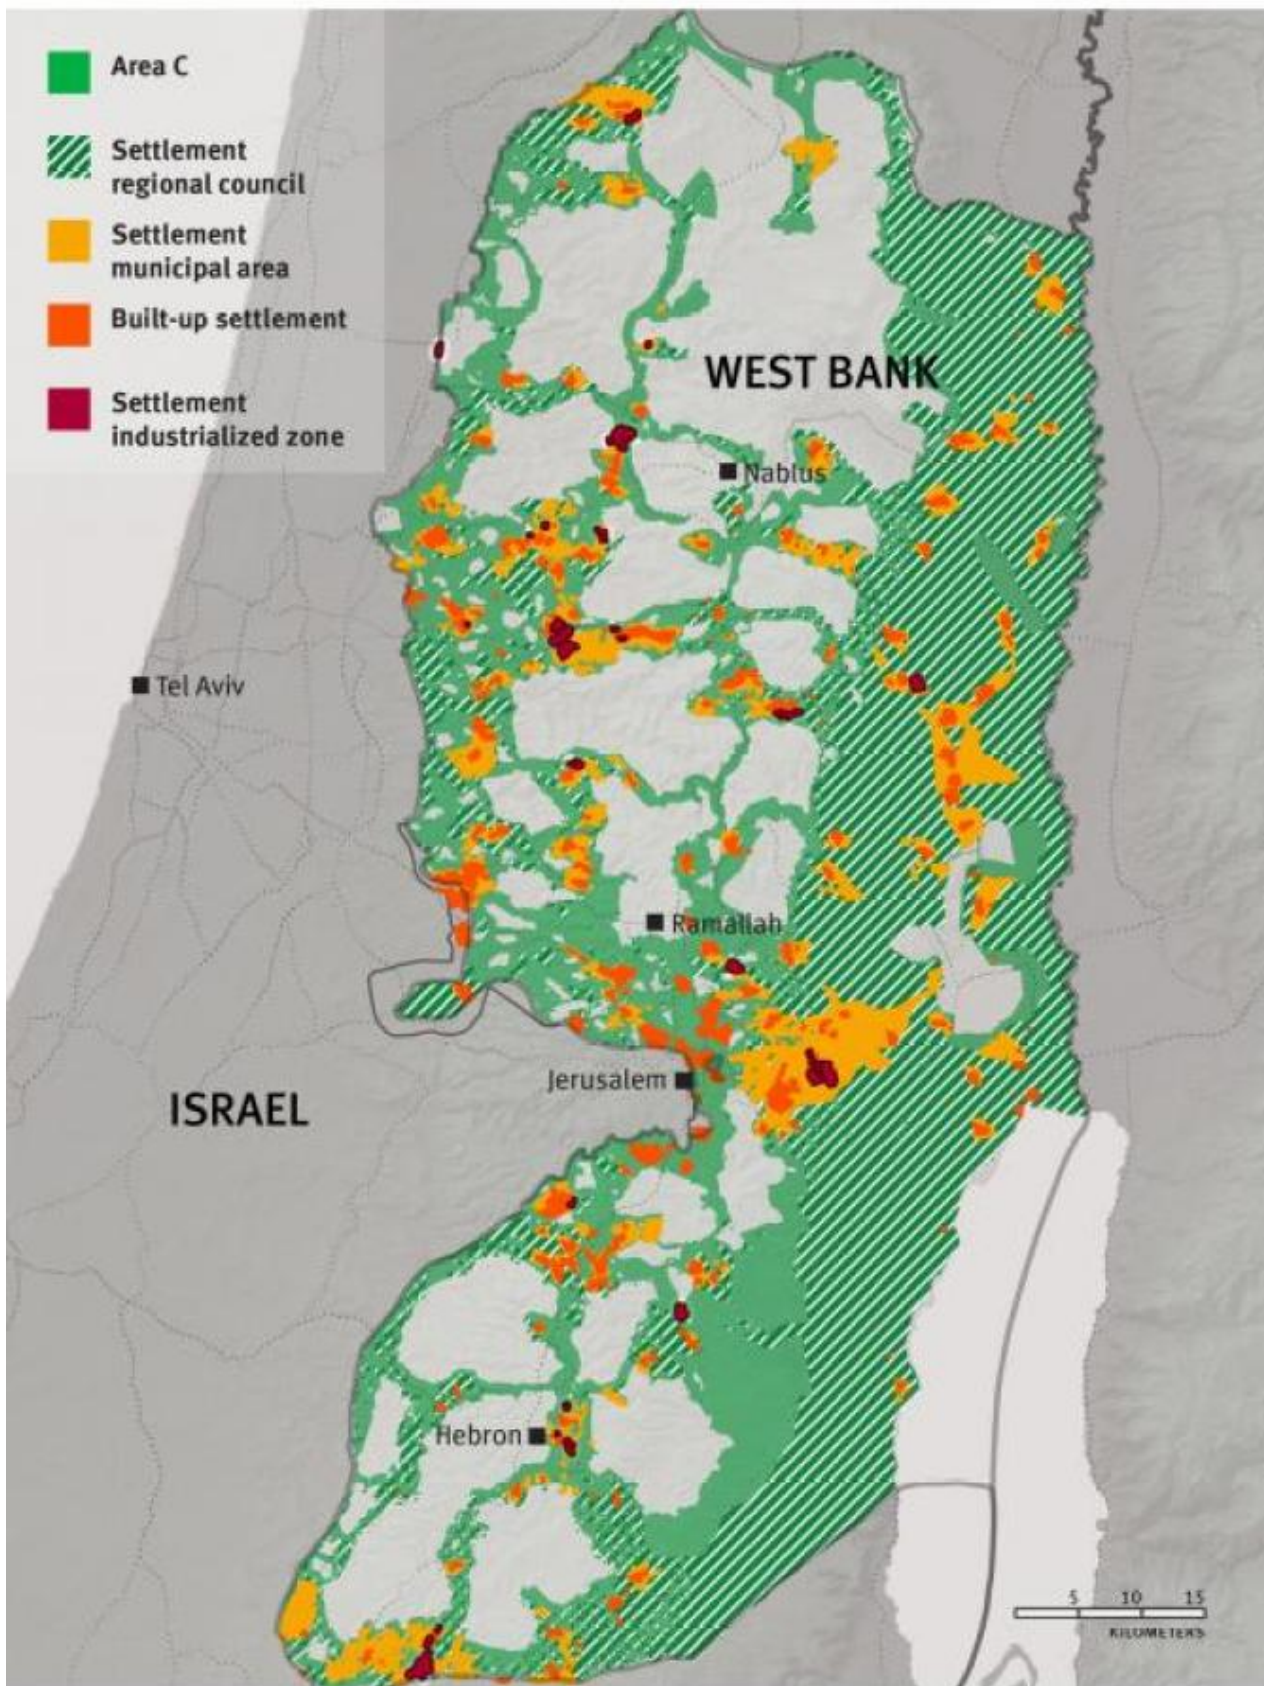 Area C
Settlement
regional council
Settlement
municipal area
Built-up settlement
Settlement
industrialized zone
WEST BANK
Nablus
Tel Aviv
Ramallah
Jerusalem
ISRAEL
Hebron
5 10 15
KILOMETERS